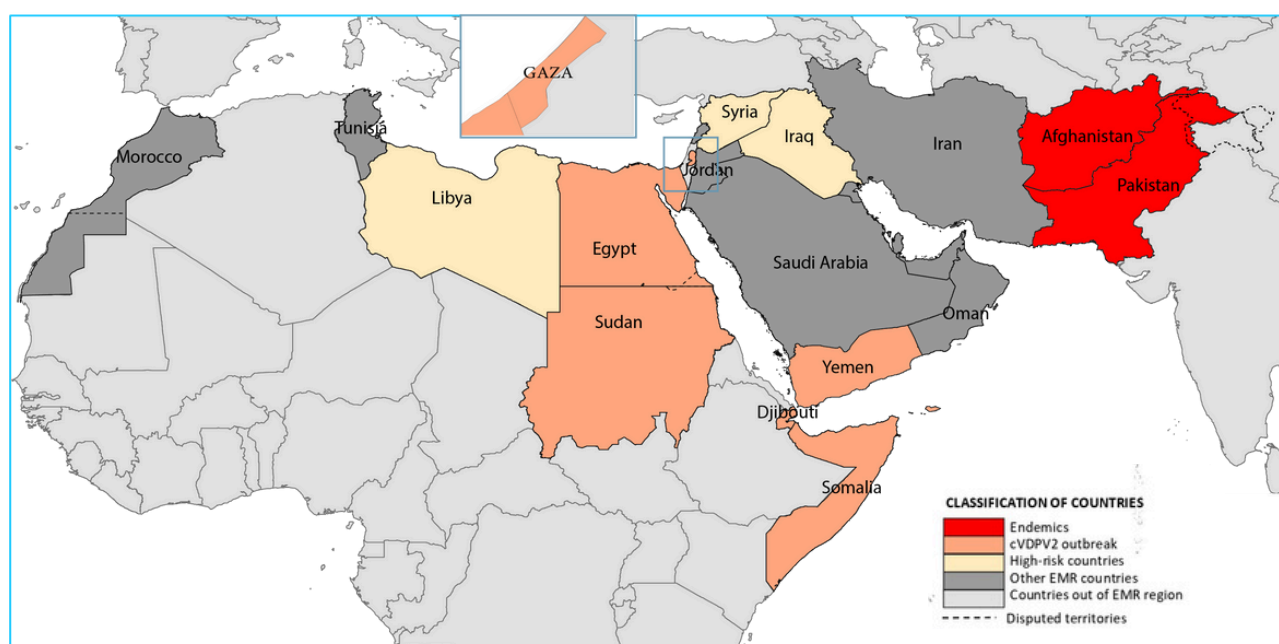 GAZA
Syria
Tunisia
Iraq
Afghanistan
Iran
Morocco
Jordan
Pakistan
Libya
Egypt
Saudi Arabia
Oman
Sudan
Yemen
Djibouti
Somalia
CLASSIFICATION OF COUNTRIES
Endemics
cVDPV2 outbreak
High-risk countries
Other EMR countries
Countries out of EMR region
Disputed territories